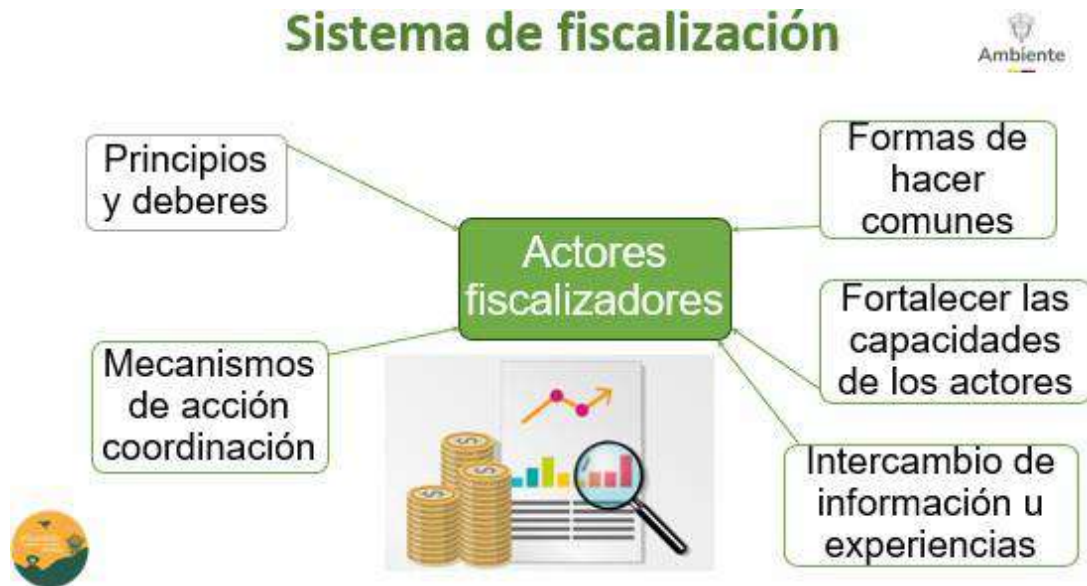 Sistema de fiscalización
Ambiente
Principios
y deberes
Mecanismos
de acción
coordinación
Actores
fiscalizadores
Formas de
hacer
comunes
Fortalecer las
capacidades
de los actores
Intercambio de
información u
experiencias